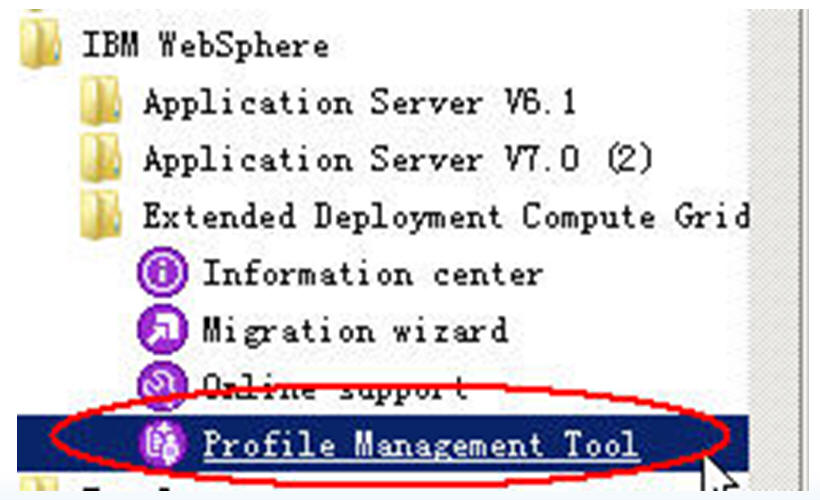 IBM WebSphere
Application Server V6.1
Application Server V7.0 (2)
Extended Deployment Compute Grid
Information center
Migration wizard
Online support
Profile Management Tool